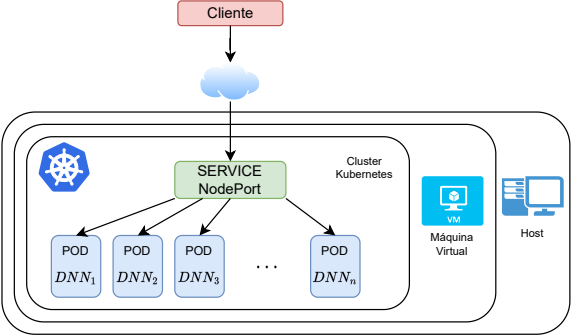 Cliente
SERVICE
NodePort
Cluster
Kubernetes
POD
DNN₁
POD
DNN₂
POD
DNN₃
...
POD
DNNₙ
VM
Máquina
Virtual
Host